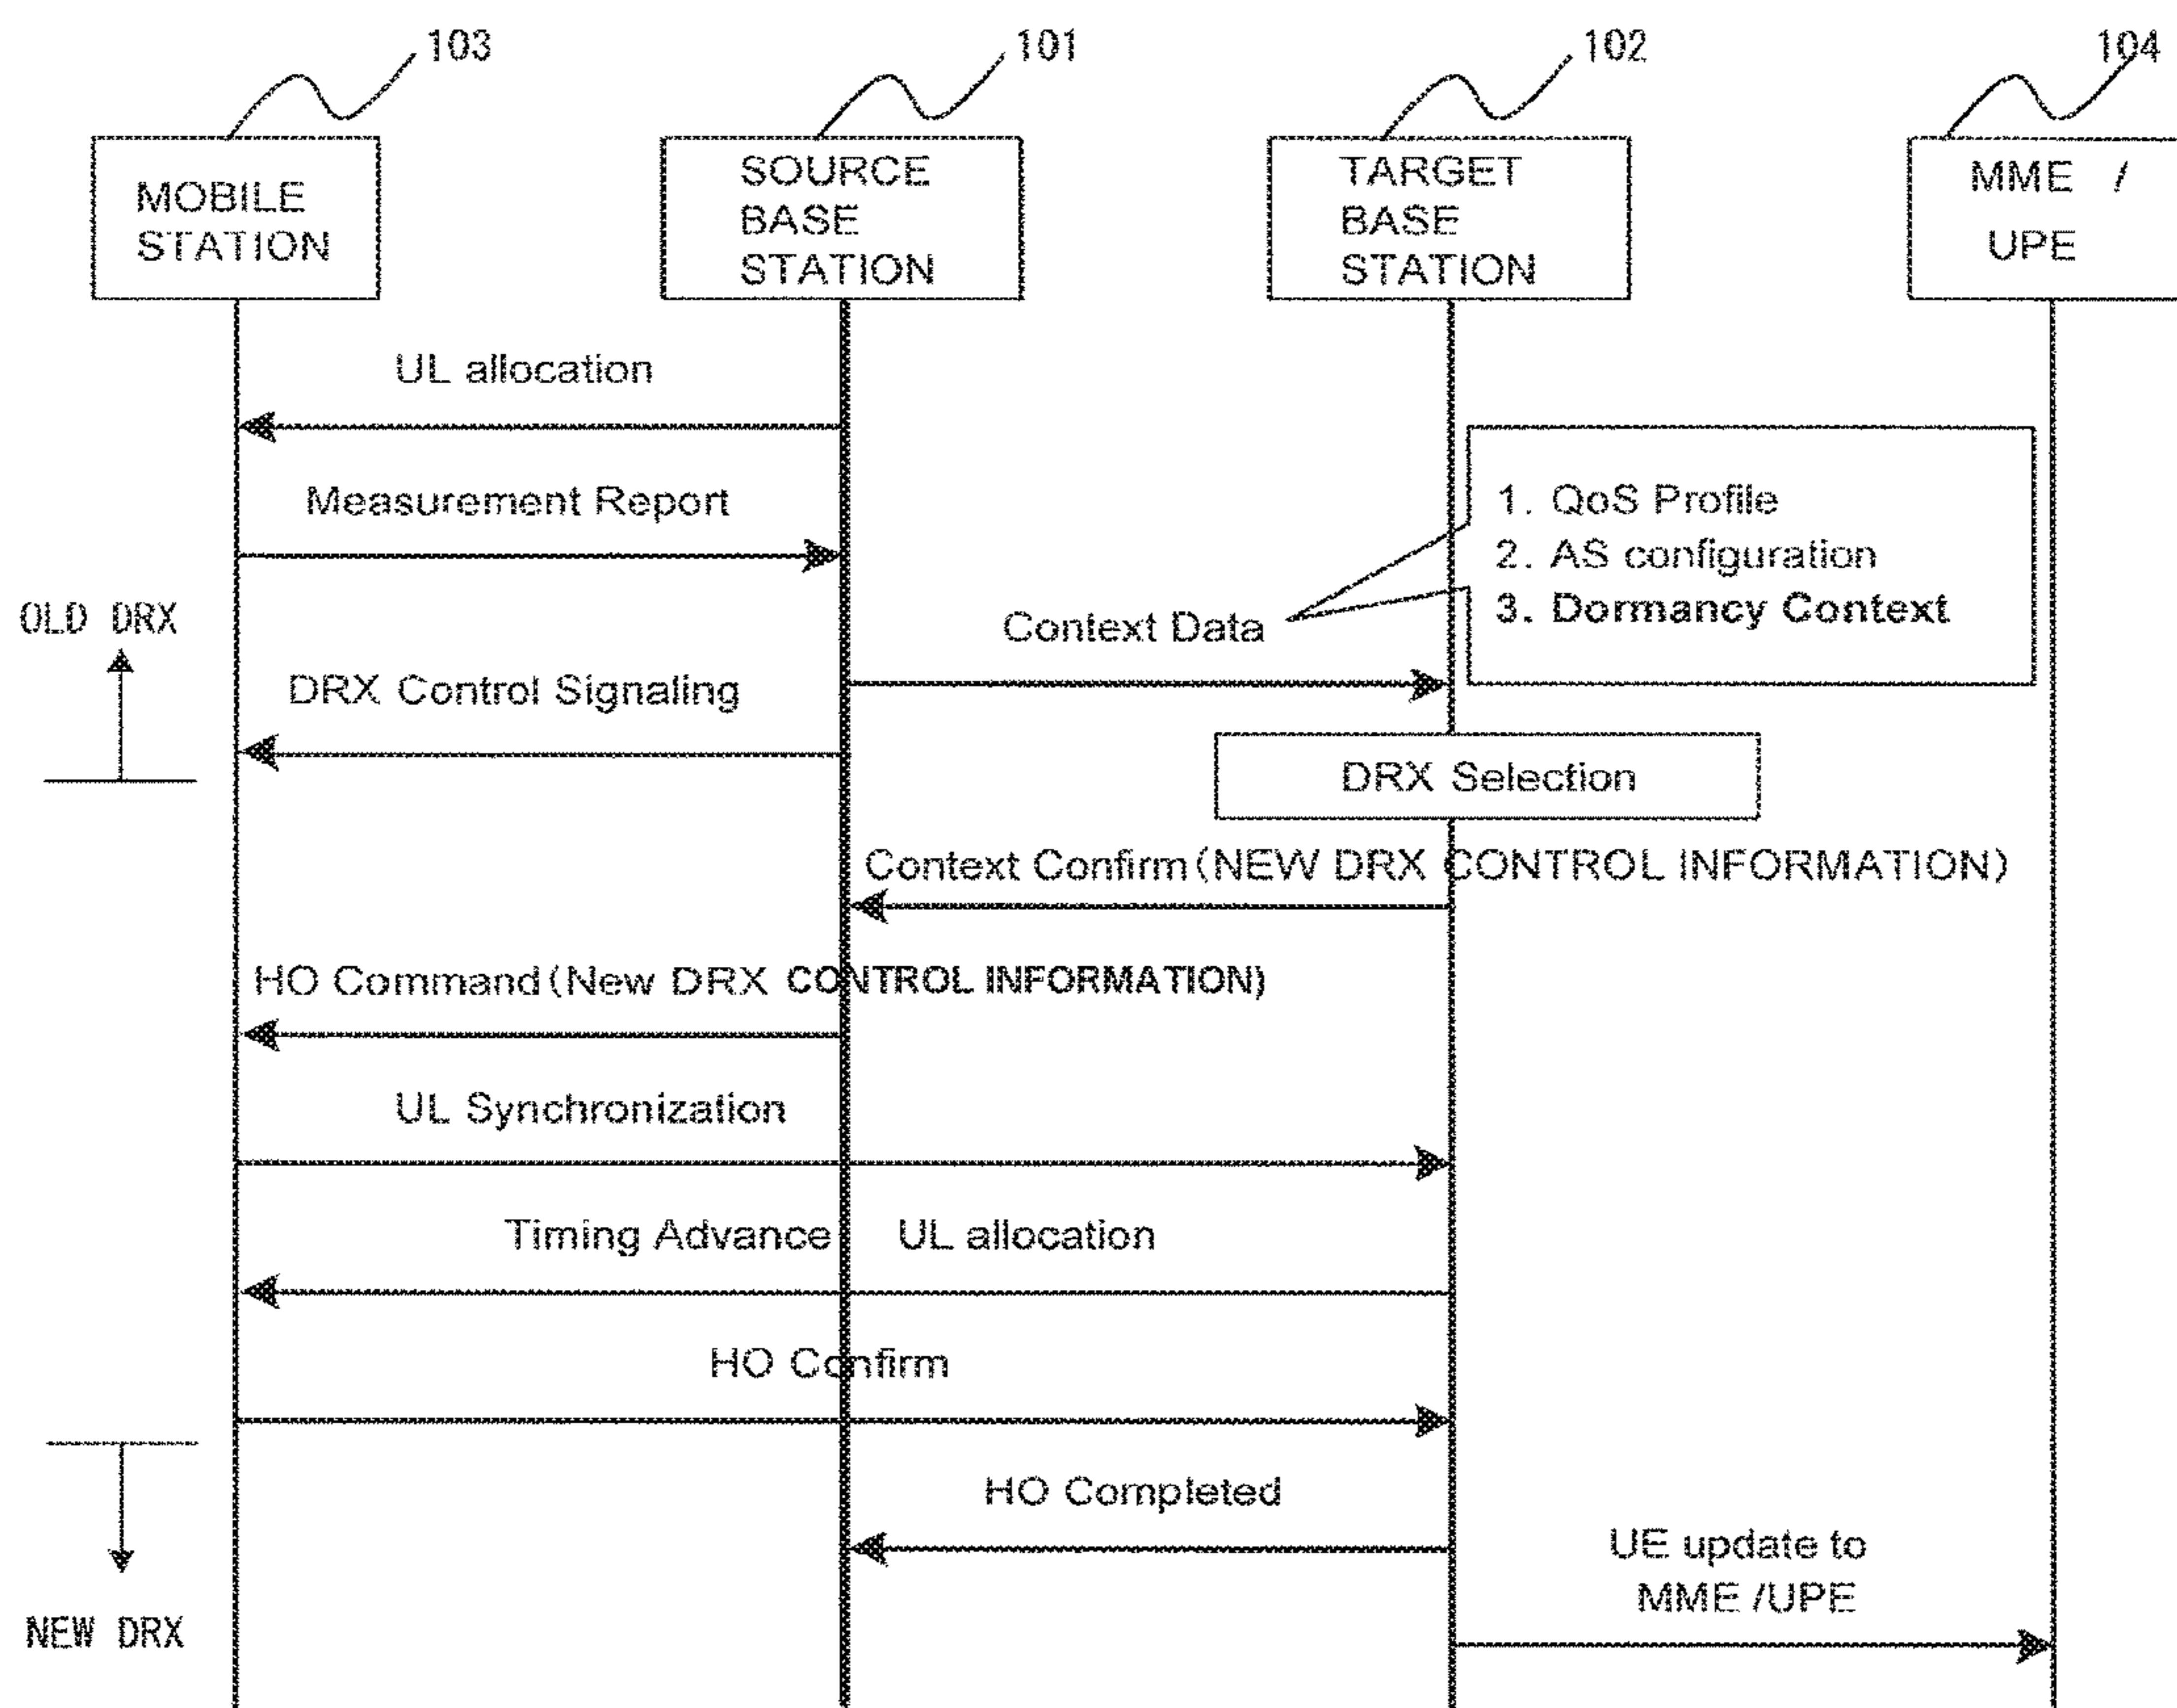 103
101
102
104
MOBILE
STATION
SOURCE
BASE
STATION
TARGET
BASE
STATION
MME /
UPE
UL allocation
Measurement Report
1. QoS Profile
2. AS configuration
3. Dormancy Context
OLD DRX
Context Data
DRX Control Signaling
DRX Selection
Context Confirm (NEW DRX CONTROL INFORMATION)
HO Command (New DRX CONTROL INFORMATION)
UL Synchronization
Timing Advance UL allocation
HO Confirm
HO Completed
UE update to
MME /UPE
NEW DRX